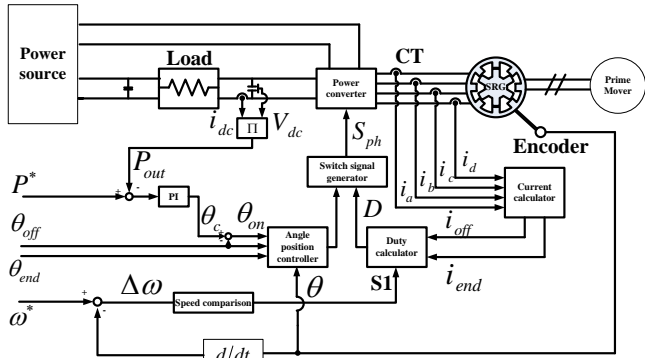 Power source
Load
Power converter
CT
SRG
Prime Mover
i_dc
V_dc
Π
S_ph
Encoder
P_out
P*
+
-
PI
Switch signal generator
i_a
i_b
i_c
i_d
Current calculator
θ_off
θ_c
θ_on
+
-
Angle position controller
D
Duty calculator
i_off
θ_end
i_end
θ
S1
Δω
Speed comparison
ω*
+
-
d/dt